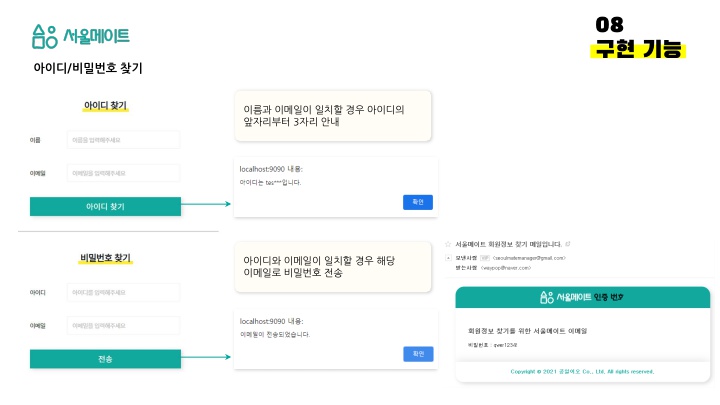 서울메이트
08
구현 기능
아이디/비밀번호 찾기
아이디 찾기
이름
이름을 입력해주세요
이메일
이메일을 입력해주세요
아이디 찾기
이름과 이메일이 일치할 경우 아이디의
앞자리부터 3자리 안내
localhost:9090 내용:
아이디는 tes***입니다.
확인
비밀번호 찾기
아이디
아이디를 입력해주세요
이메일
이메일을 입력해주세요
전송
아이디와 이메일이 일치할 경우 해당
이메일로 비밀번호 전송
localhost:9090 내용:
이메일이 전송되었습니다.
확인
서울메이트 회원정보 찾기 메일입니다.
보낸사람 VIP <seoulmatemanager@gmail.com>
받는사람
서울메이트 인증 번호
회원정보 찾기를 위한 서울메이트 이메일
비밀번호 : qwer1234!
Copyright © 2021 공일이오 Co., Ltd. All rights reserved.